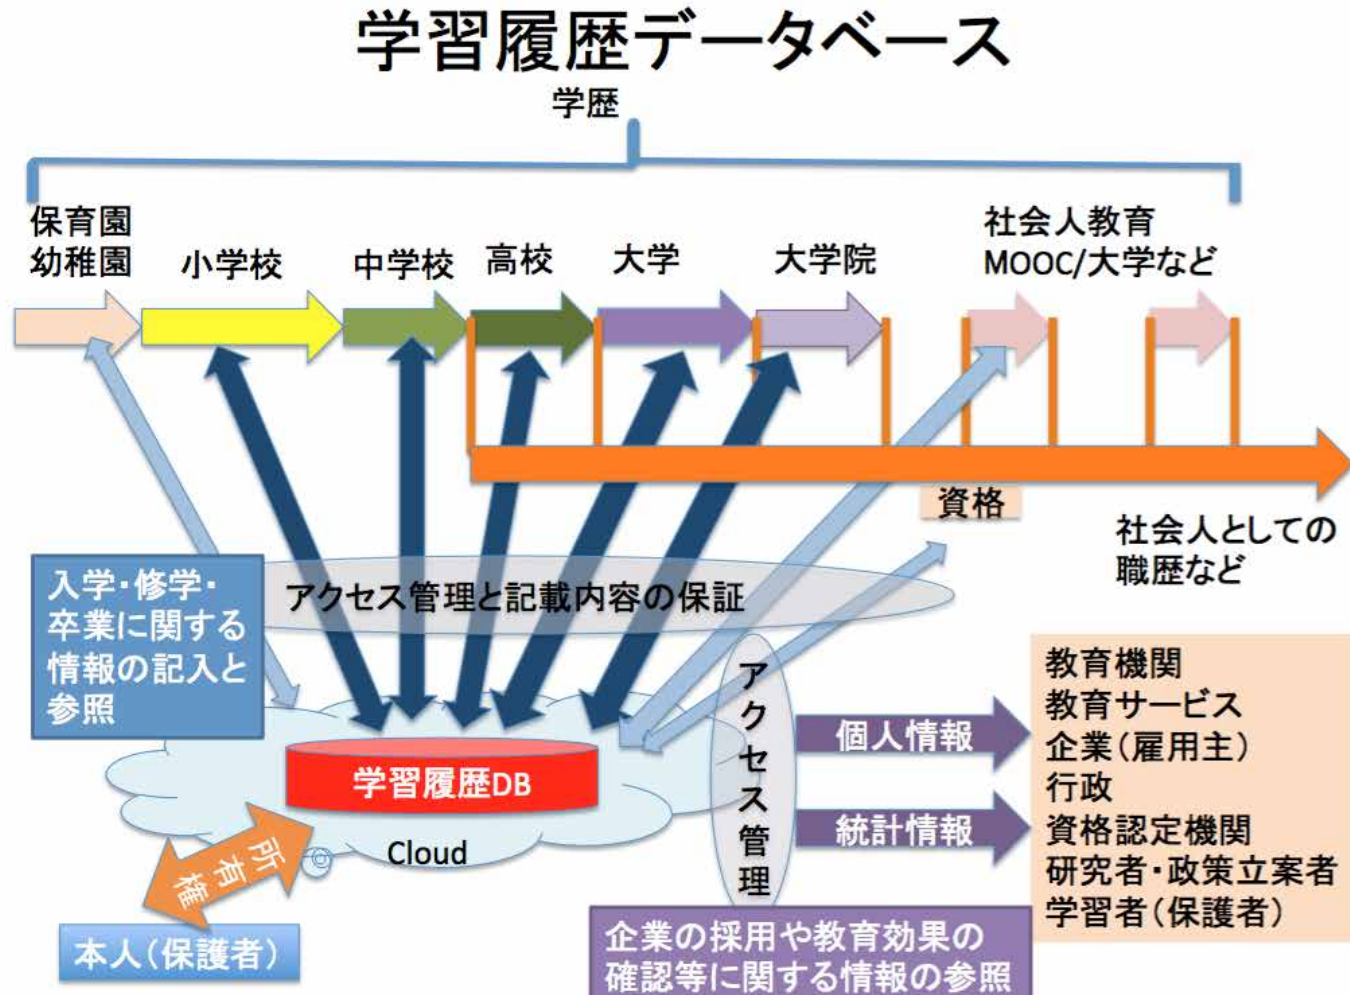 学習履歴データベース
学歴
保育園
幼稚園
小学校
中学校
高校
大学
大学院
社会人教育
MOOC/大学など
資格
社会人としての
職歴など
入学・修学・
卒業に関する
情報の記入と
参照
アクセス管理と記載内容の保証
アクセス管理
個人情報
統計情報
教育機関
教育サービス
企業(雇用主)
行政
資格認定機関
研究者・政策立案者
学習者(保護者)
学習履歴DB
Cloud
所有権
本人(保護者)
企業の採用や教育効果の
確認等に関する情報の参照